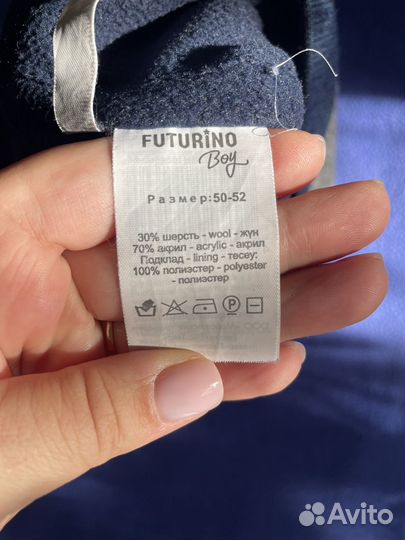 FUTURINO
Boy
Размер:50-52
30% шерсть - wool - жүн
70% акрил - acrylic - акрил
Подклад - lining - тесеу:
100% полиэстер - polyester
- полиэстер
P
Avito